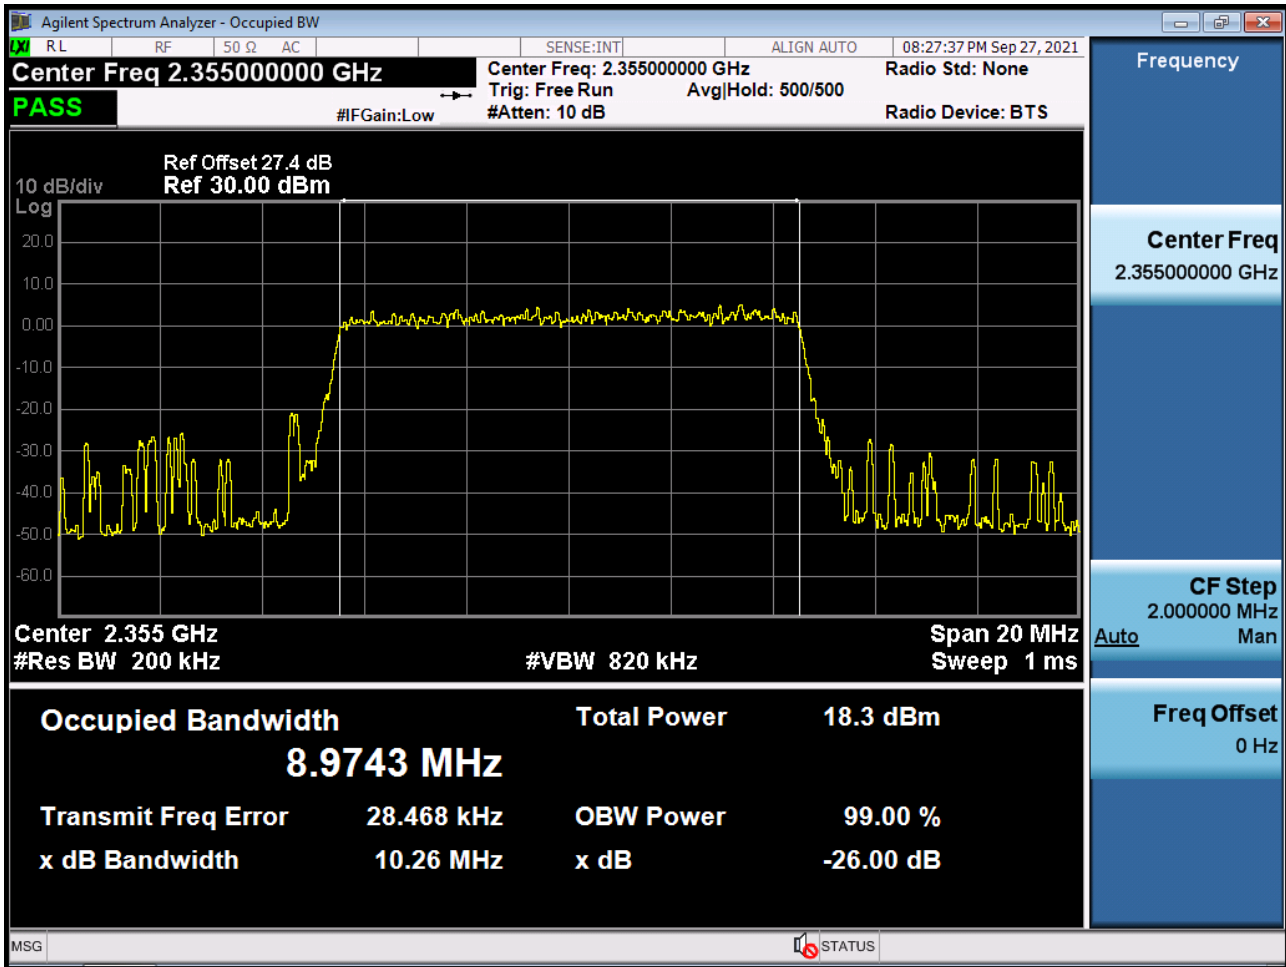 Agilent Spectrum Analyzer - Occupied BW
LXI RL RF 50 Ω AC SENSE:INT ALIGN AUTO 08:27:37 PM Sep 27, 2021
Center Freq 2.355000000 GHz
PASS
#IFGain:Low
Center Freq: 2.355000000 GHz
Trig: Free Run Avg|Hold: 500/500
#Atten: 10 dB
Radio Std: None
Radio Device: BTS
Ref Offset 27.4 dB
10 dB/div Ref 30.00 dBm
Log
20.0
10.0
0.00
-10.0
-20.0
-30.0
-40.0
-50.0
-60.0
Center 2.355 GHz Span 20 MHz
#Res BW 200 kHz #VBW 820 kHz Sweep 1 ms
Occupied Bandwidth Total Power 18.3 dBm
8.9743 MHz
Transmit Freq Error 28.468 kHz OBW Power 99.00 %
x dB Bandwidth 10.26 MHz x dB -26.00 dB
MSG STATUS
Frequency
Center Freq
2.355000000 GHz
CF Step
2.000000 MHz
Auto Man
Freq Offset
0 Hz